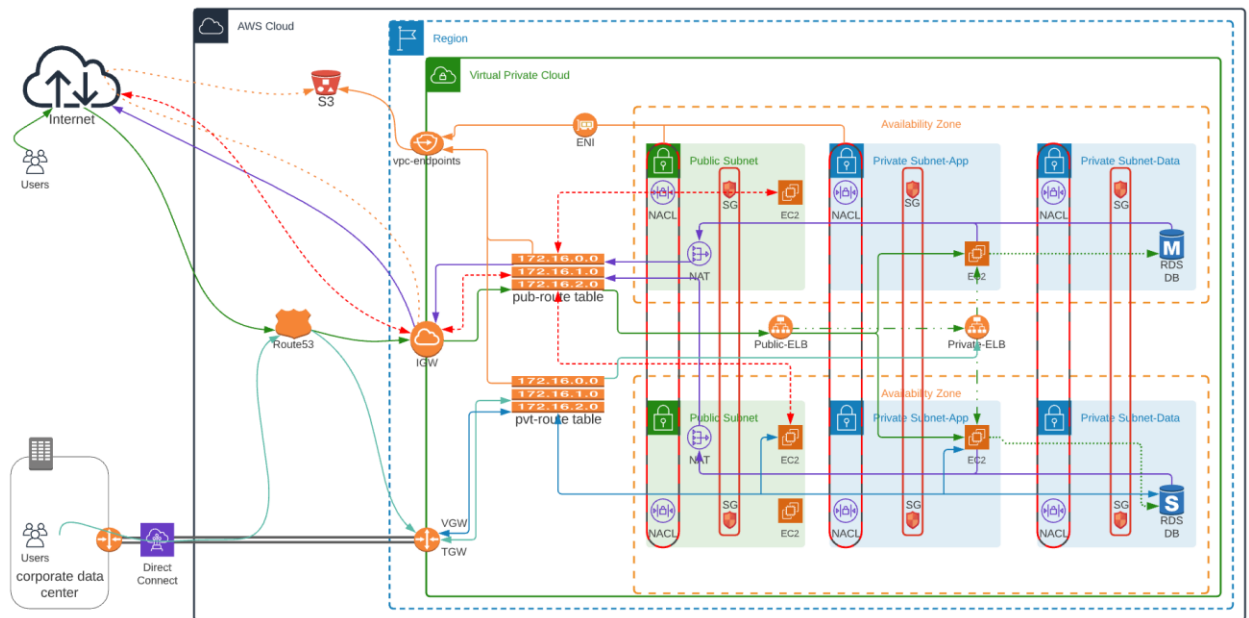 AWS Cloud
Region
Virtual Private Cloud
Internet
Users
S3
vpc-endpoints
ENI
Availability Zone
Public Subnet
NACL
SG
EC2
Private Subnet-App
NACL
SG
EC2
Private Subnet-Data
NACL
SG
M
RDS
DB
NAT
172.16.0.0
172.16.1.0
172.16.2.0
pub-route table
Route53
IGW
Public-ELB
Private-ELB
172.16.0.0
172.16.1.0
172.16.2.0
pvt-route table
Availability Zone
Public Subnet
NAT
EC2
SG
NACL
EC2
Private Subnet-App
EC2
SG
NACL
Private Subnet-Data
SG
NACL
S
RDS
DB
VGW
TGW
Users
corporate data
center
Direct
Connect